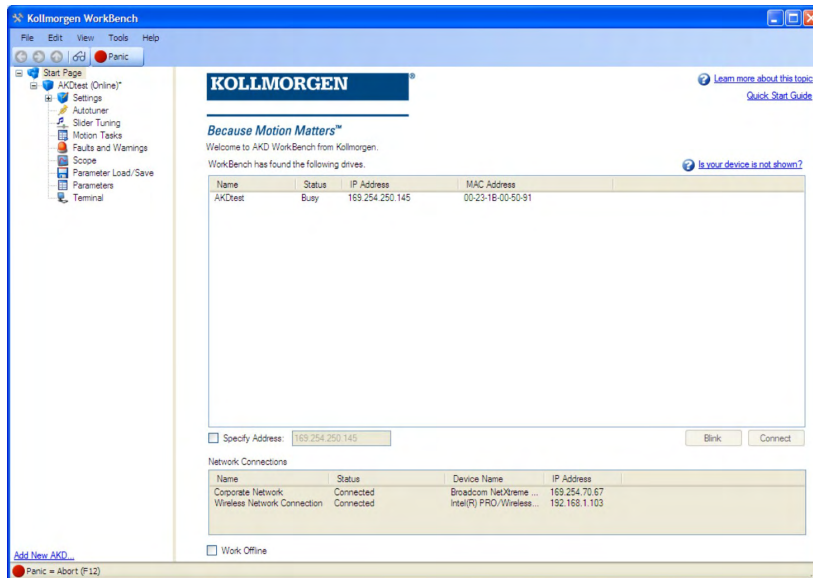 Kollmorgen WorkBench
File Edit View Tools Help
Panic
Start Page
AKDtest (Online)*
Settings
Autotuner
Slider Tuning
Motion Tasks
Faults and Warnings
Scope
Parameter Load/Save
Parameters
Terminal
Add New AKD...
KOLLMORGEN®
Because Motion Matters™
Learn more about this topic
Quick Start Guide
Welcome to AKD WorkBench from Kollmorgen.
WorkBench has found the following drives.
Is your device is not shown?
Name Status IP Address MAC Address
AKDtest Busy 169.254.250.145 00-23-1B-00-50-91
Specify Address: 169.254.250.145 Blink Connect
Network Connections
Name Status Device Name IP Address
Corporate Network Connected Broadcom NetXtreme ... 169.254.70.67
Wireless Network Connection Connected Intel(R) PRO/Wireless... 192.168.1.103
Work Offline
Panic = Abort (F12)